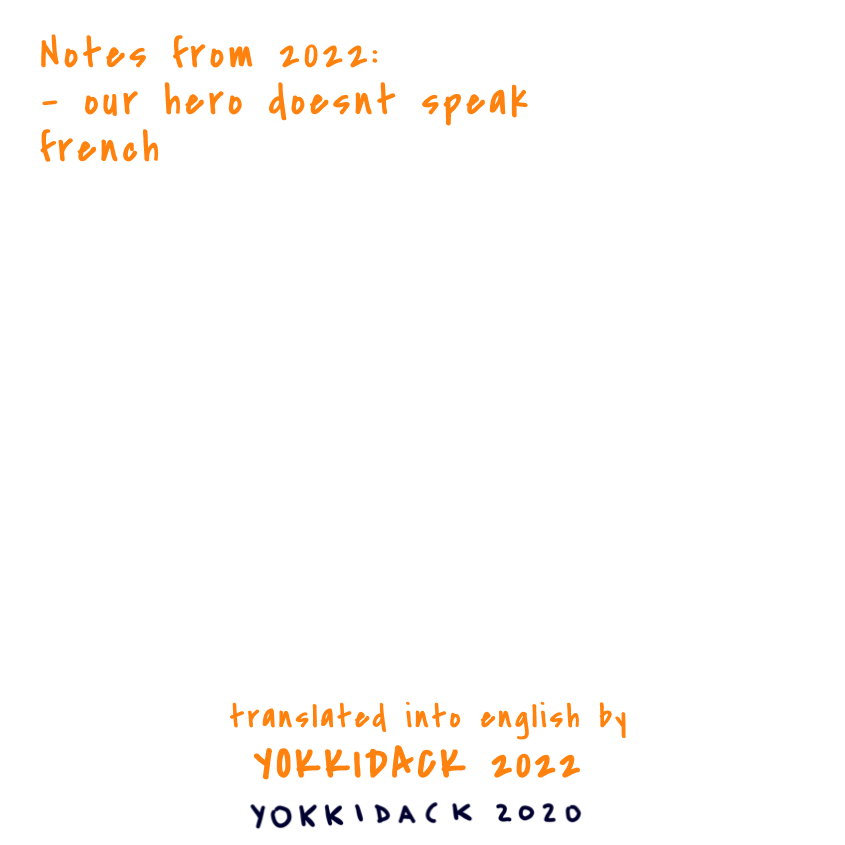 Notes from 2022:
- our hero doesnt speak
french
translated into english by
YOKKIDACK 2022
YOKKIDACK 2020